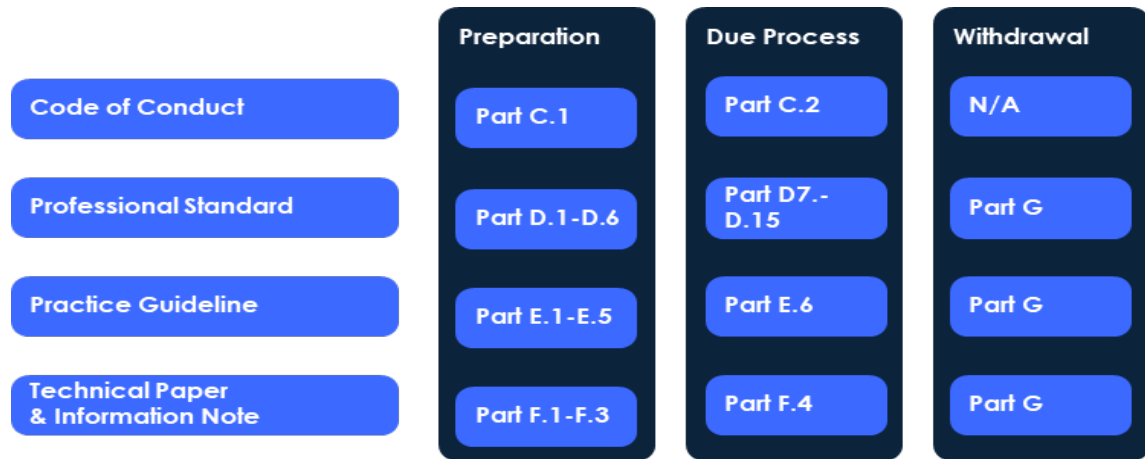 Preparation
Due Process
Withdrawal
Code of Conduct
Part C.1
Part C.2
N/A
Professional Standard
Part D.1-D.6
Part D7.-
D.15
Part G
Practice Guideline
Part E.1-E.5
Part E.6
Part G
Technical Paper
& Information Note
Part F.1-F.3
Part F.4
Part G